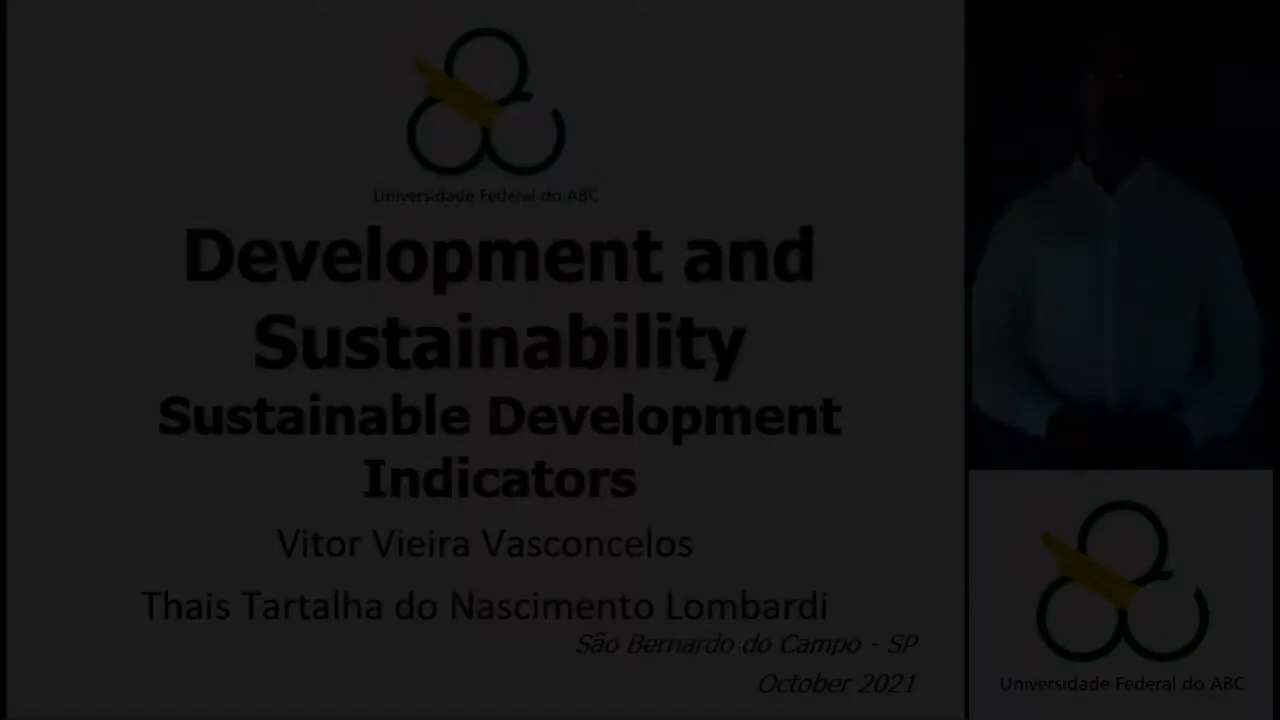 Universidade Federal do ABC
Development and
Sustainability
Sustainable Development
Indicators
Vitor Vieira Vasconcelos
Thais Tartalha do Nascimento Lombardi
São Bernardo do Campo - SP
October 2021
Universidade Federal do ABC